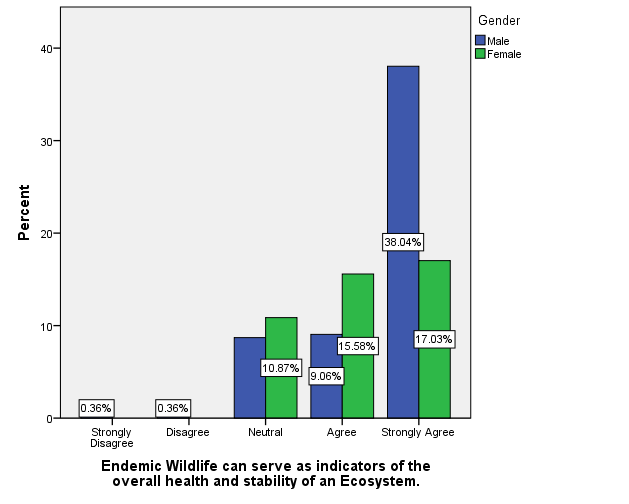 Gender
Male
Female
Percent
40
30
20
10
0
0.36%
0.36%
10.87%
9.06%
15.58%
38.04%
17.03%
Strongly
Disagree
Disagree
Neutral
Agree
Strongly Agree
Endemic Wildlife can serve as indicators of the
overall health and stability of an Ecosystem.